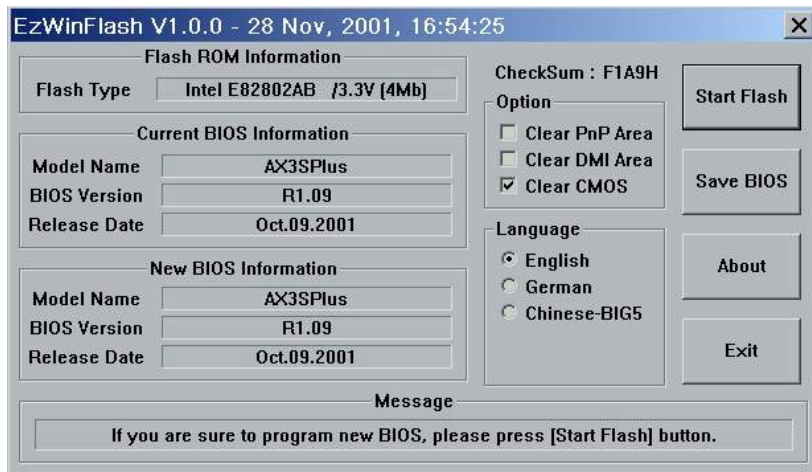 EzWinFlash V1.0.0 - 28 Nov, 2001, 16:54:25
Flash ROM Information
Flash Type Intel E82802AB /3.3V (4Mb)
Current BIOS Information
Model Name AX3SPlus
BIOS Version R1.09
Release Date Oct.09.2001
New BIOS Information
Model Name AX3SPlus
BIOS Version R1.09
Release Date Oct.09.2001
CheckSum : F1A9H
Option
Clear PnP Area
Clear DMI Area
Clear CMOS
Language
English
German
Chinese-BIG5
Start Flash
Save BIOS
About
Exit
Message
If you are sure to program new BIOS, please press [Start Flash] button.